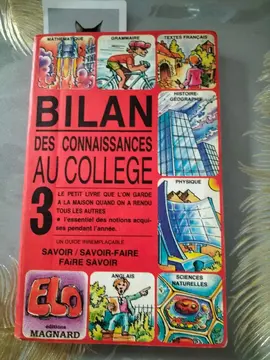 MATHÉMATIQUE
GRAMMAIRE
TEXTES FRANÇAIS
BILAN
DES CONNAISSANCES
AU COLLEGE
HISTOIRE-
GÉOGRAPHIE
3
LE PETIT LIVRE QUE L'ON GARDE
A LA MAISON QUAND ON A RENDU
TOUS LES AUTRES
• l'essentiel des notions acqui-
ses pendant l'année.
PHYSIQUE
UN GUIDE IRREMPLAÇABLE
SAVOIR / SAVOIR-FAIRE
FAIRE SAVOIR
ELO
éditions
MAGNARD
ANGLAIS
SCIENCES
NATURELLES